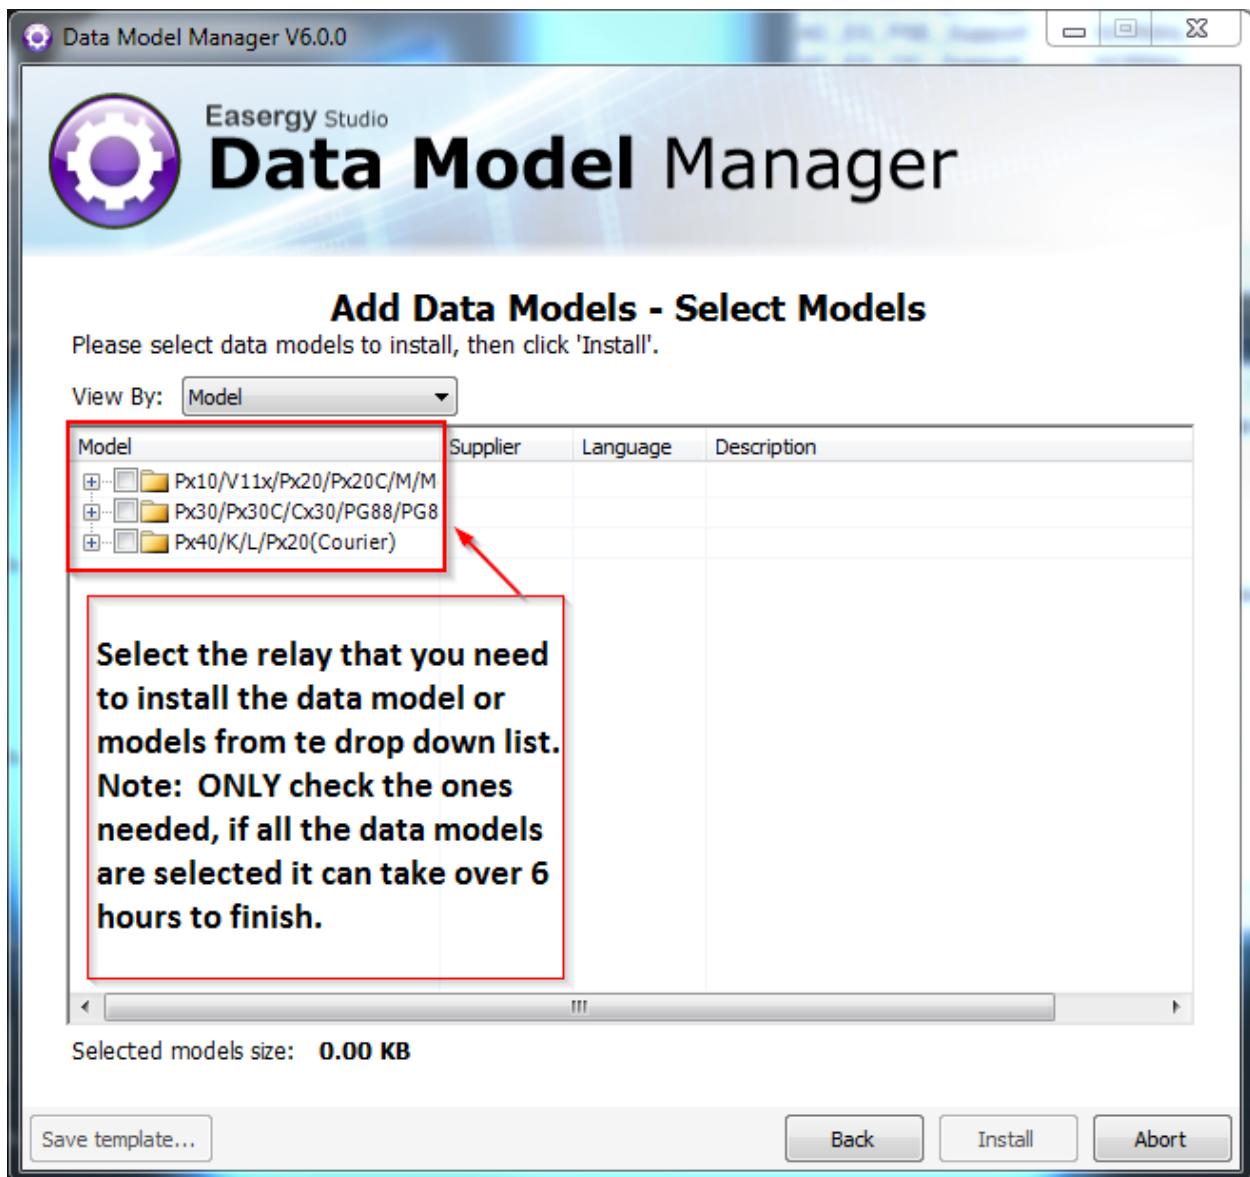 Data Model Manager V6.0.0
Easergy Studio
Data Model Manager
Add Data Models - Select Models
Please select data models to install, then click 'Install'.
View By: Model
Model Supplier Language Description
Px10/V11x/Px20/Px20C/M/M
Px30/Px30C/Cx30/PG88/PG8
Px40/K/L/Px20(Courier)
Select the relay that you need
to install the data model or
models from te drop down list.
Note:  ONLY check the ones
needed, if all the data models
are selected it can take over 6
hours to finish.
Selected models size: 0.00 KB
Save template... Back Install Abort